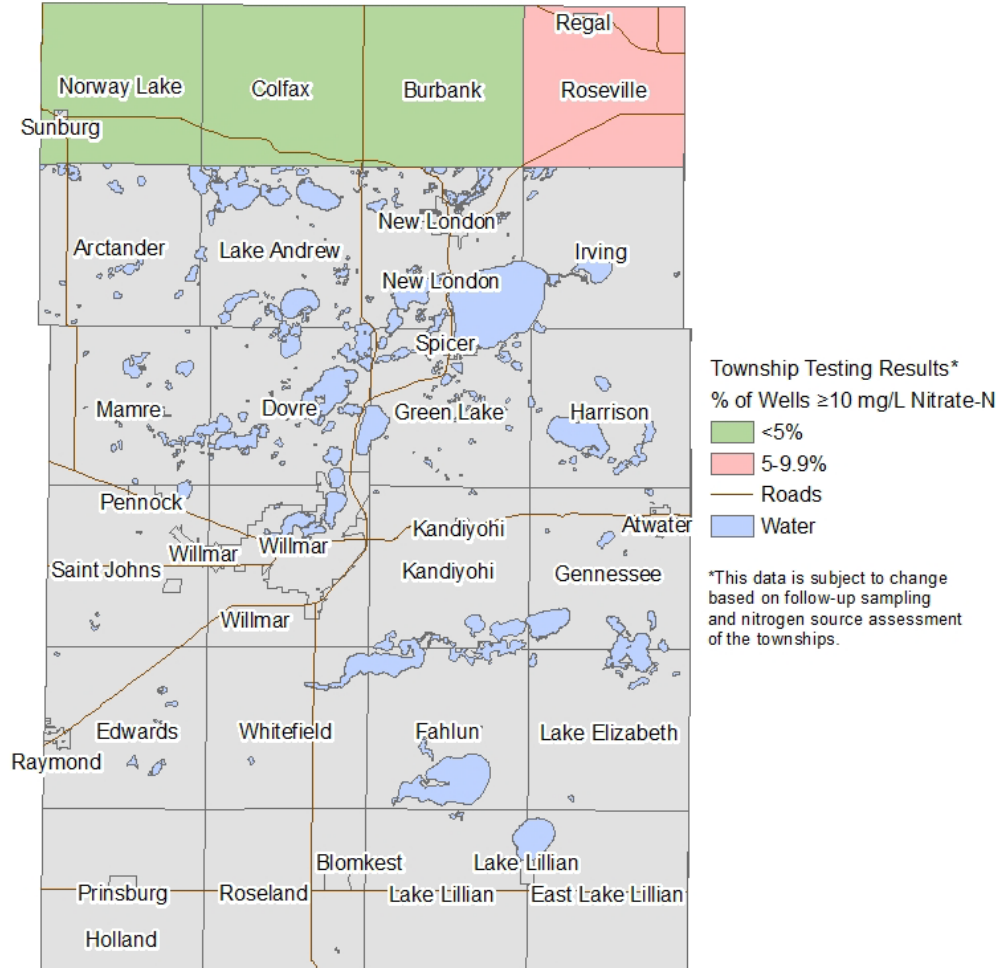 Regal
Norway Lake
Colfax
Burbank
Roseville
Sunburg
New London
Arctander
Lake Andrew
Irving
New London
Spicer
Mamre
Dovre
Green Lake
Harrison
Pennock
Kandiyohi
Atwater
Willmar
Willmar
Saint Johns
Kandiyohi
Gennessee
Willmar
Edwards
Whitefield
Fahlun
Lake Elizabeth
Raymond
Blomkest
Lake Lillian
Prinsburg
Roseland
Lake Lillian
East Lake Lillian
Holland
Township Testing Results*
% of Wells ≥10 mg/L Nitrate-N
<5%
5-9.9%
Roads
Water
*This data is subject to change
based on follow-up sampling
and nitrogen source assessment
of the townships.